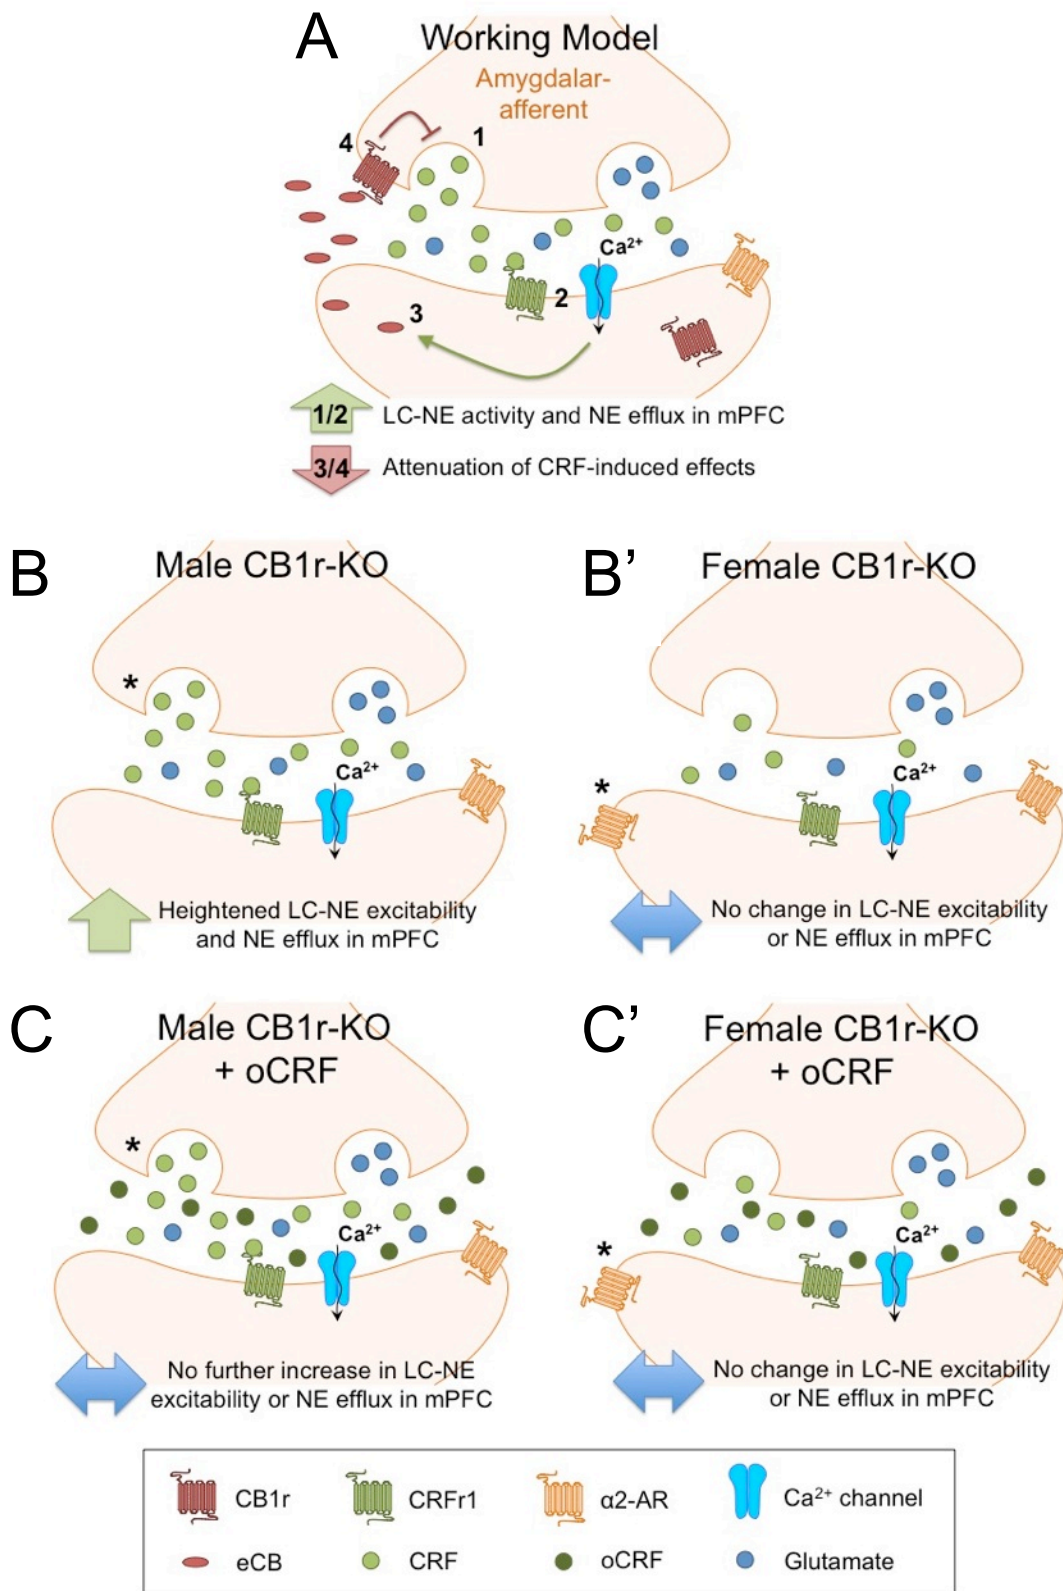 A
Working Model
Amygdalar-
afferent
4
1
Ca²⁺
2
3
1/2
LC-NE activity and NE efflux in mPFC
3/4
Attenuation of CRF-induced effects
B
Male CB1r-KO
*
Ca²⁺
Heightened LC-NE excitability
and NE efflux in mPFC
B’
Female CB1r-KO
*
Ca²⁺
No change in LC-NE excitability
or NE efflux in mPFC
C
Male CB1r-KO
+ oCRF
*
Ca²⁺
No further increase in LC-NE
excitability or NE efflux in mPFC
C’
Female CB1r-KO
+ oCRF
*
Ca²⁺
No change in LC-NE excitability
or NE efflux in mPFC
CB1r
CRFr1
α2-AR
Ca²⁺ channel
eCB
CRF
oCRF
Glutamate